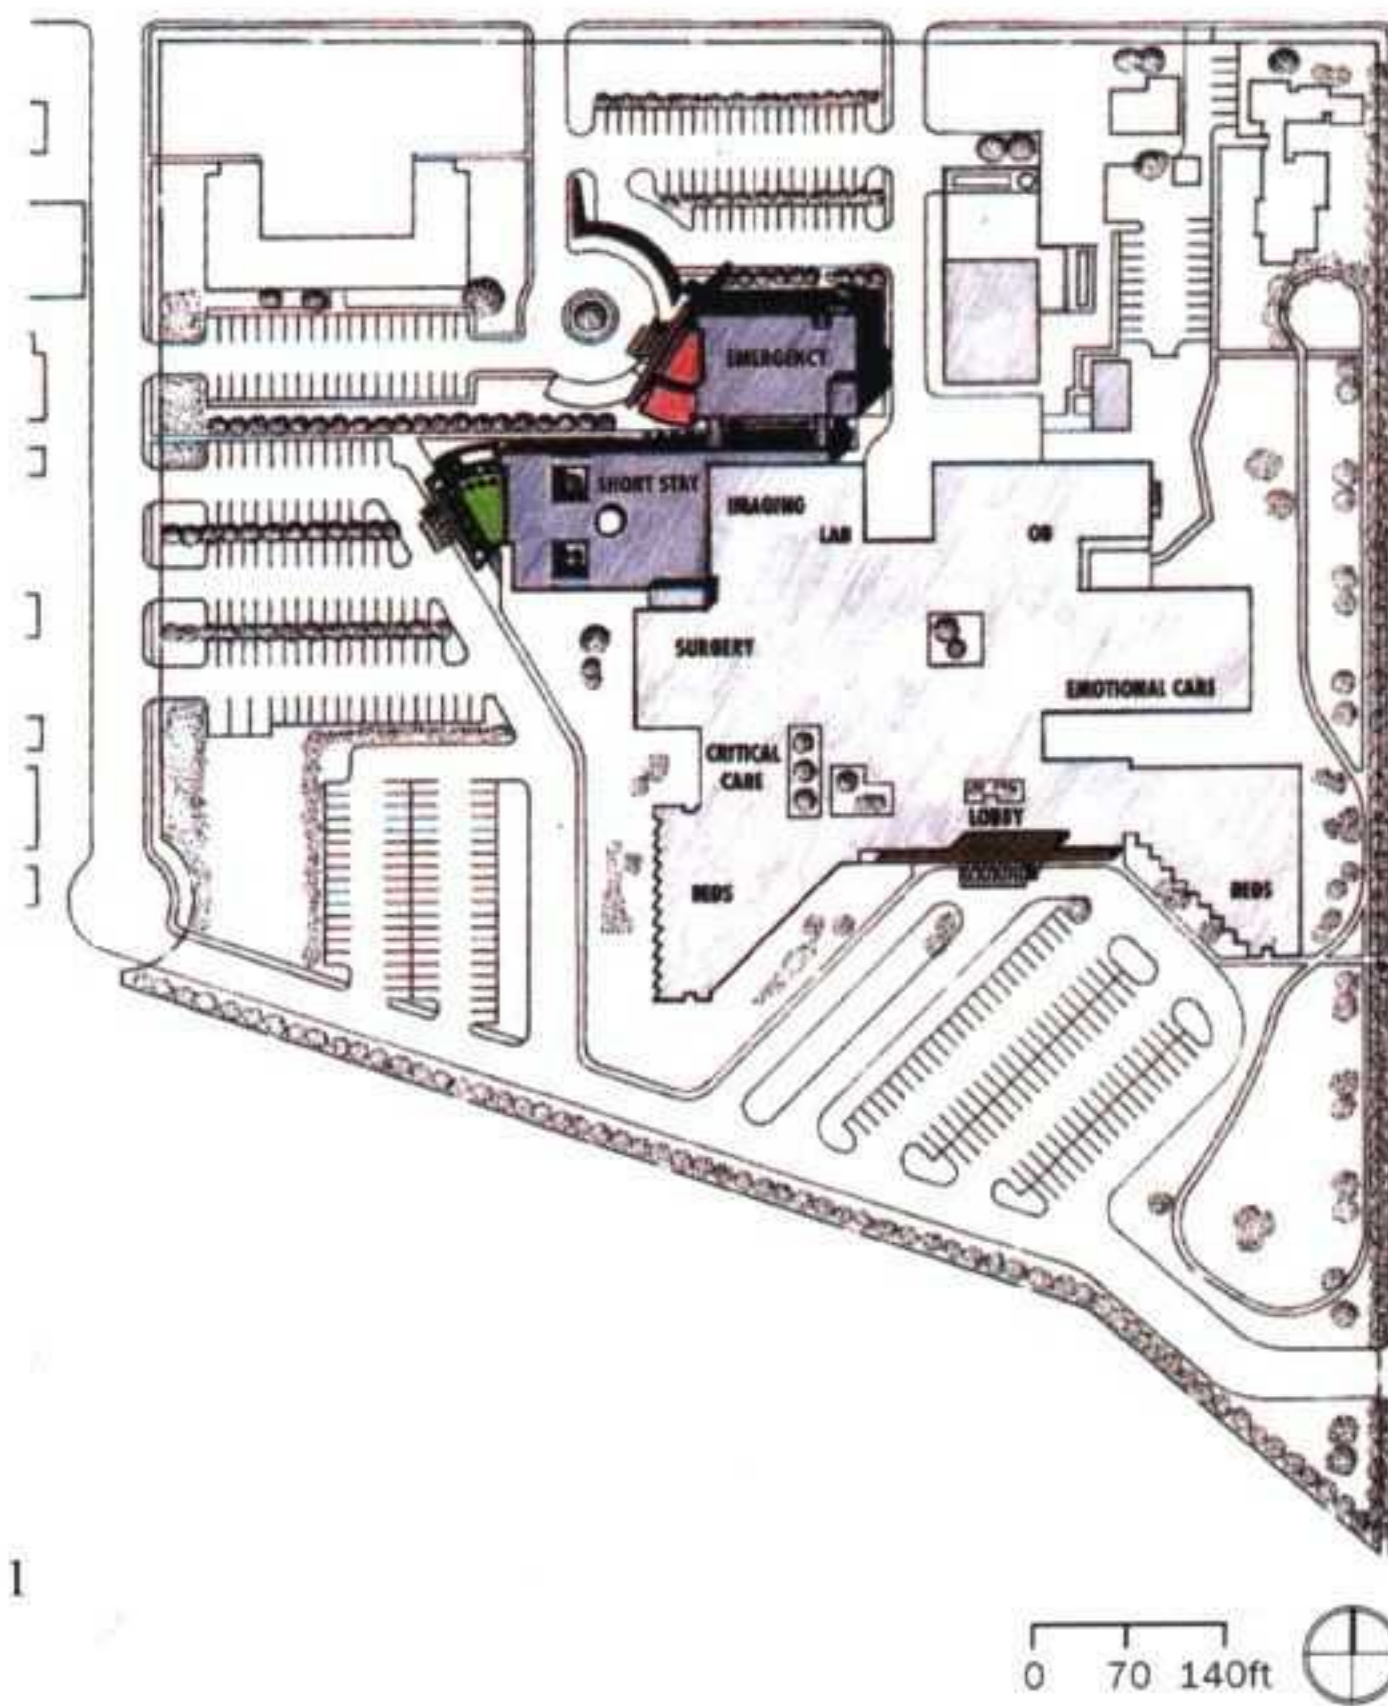 EMERGENCY
SHORT STAY
IMAGING
LAB
OB
SURGERY
EMOTIONAL CARE
CRITICAL
CARE
LOBBY
BEDS
BEDS
1
0 70 140ft